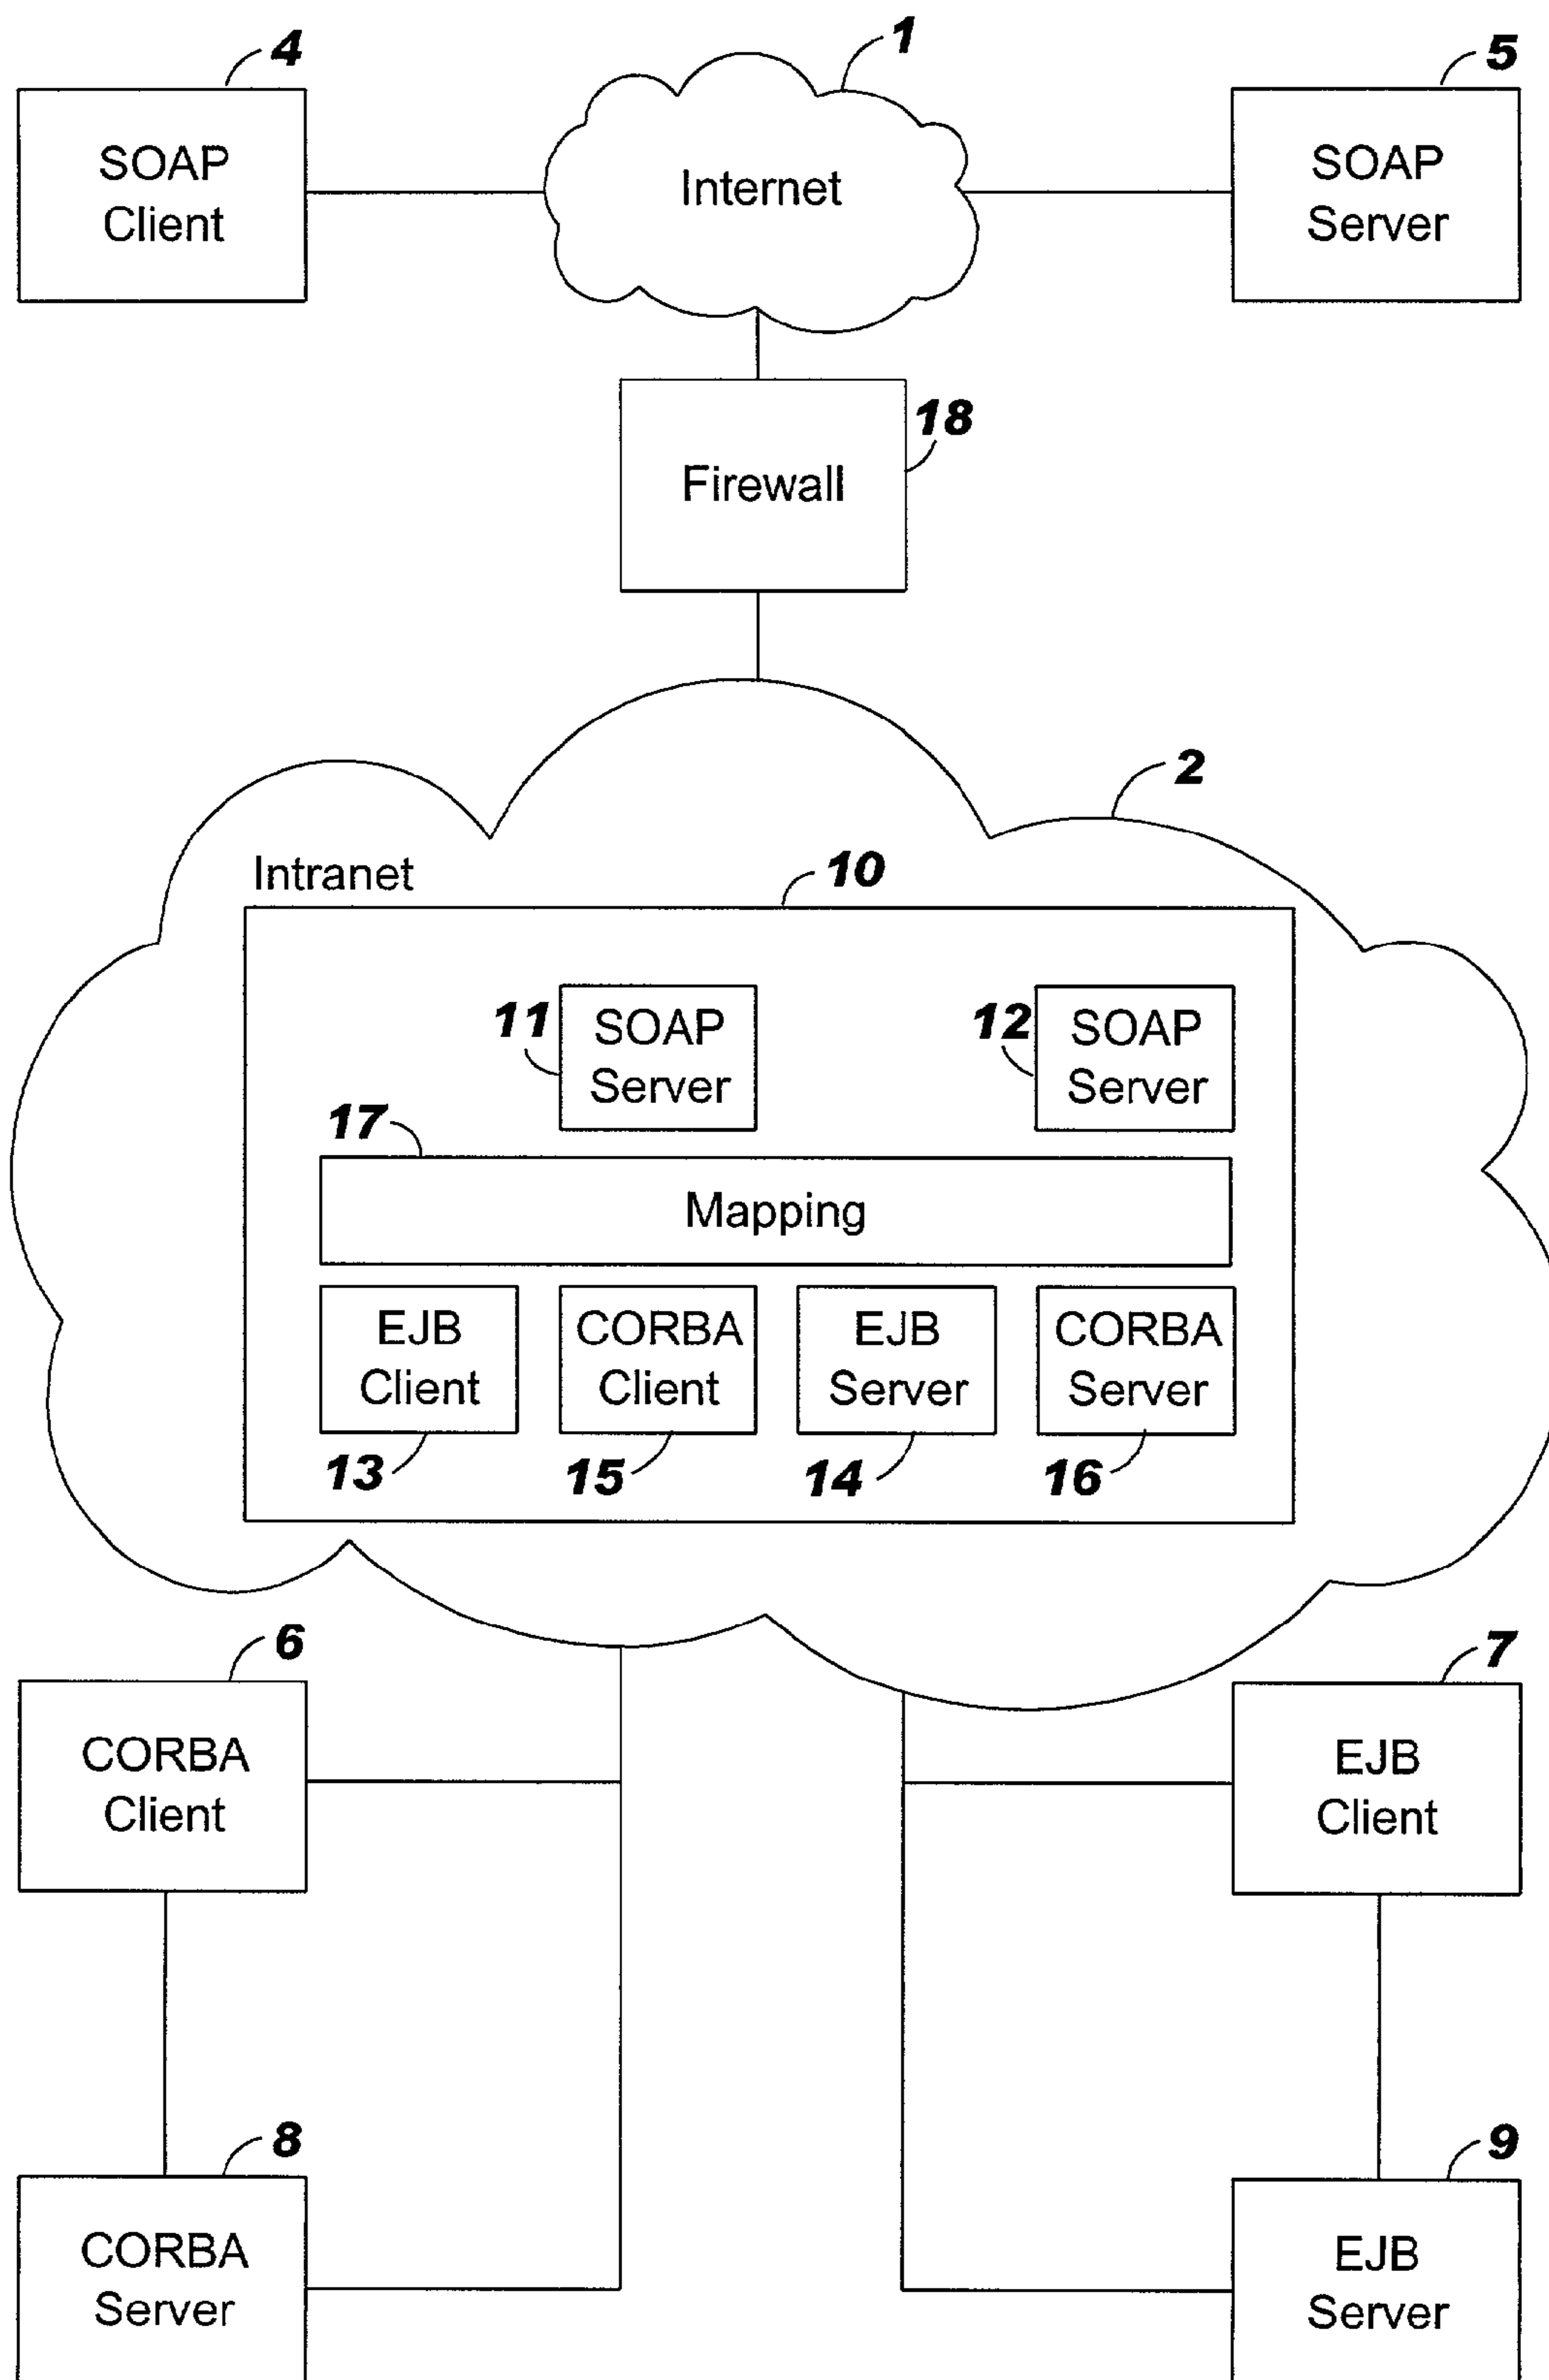 4
1
5
SOAP
Client
Internet
SOAP
Server
18
Firewall
2
Intranet
10
11
SOAP
Server
12
SOAP
Server
17
Mapping
EJB
Client
CORBA
Client
EJB
Server
CORBA
Server
13
15
14
16
6
7
CORBA
Client
EJB
Client
8
9
CORBA
Server
EJB
Server